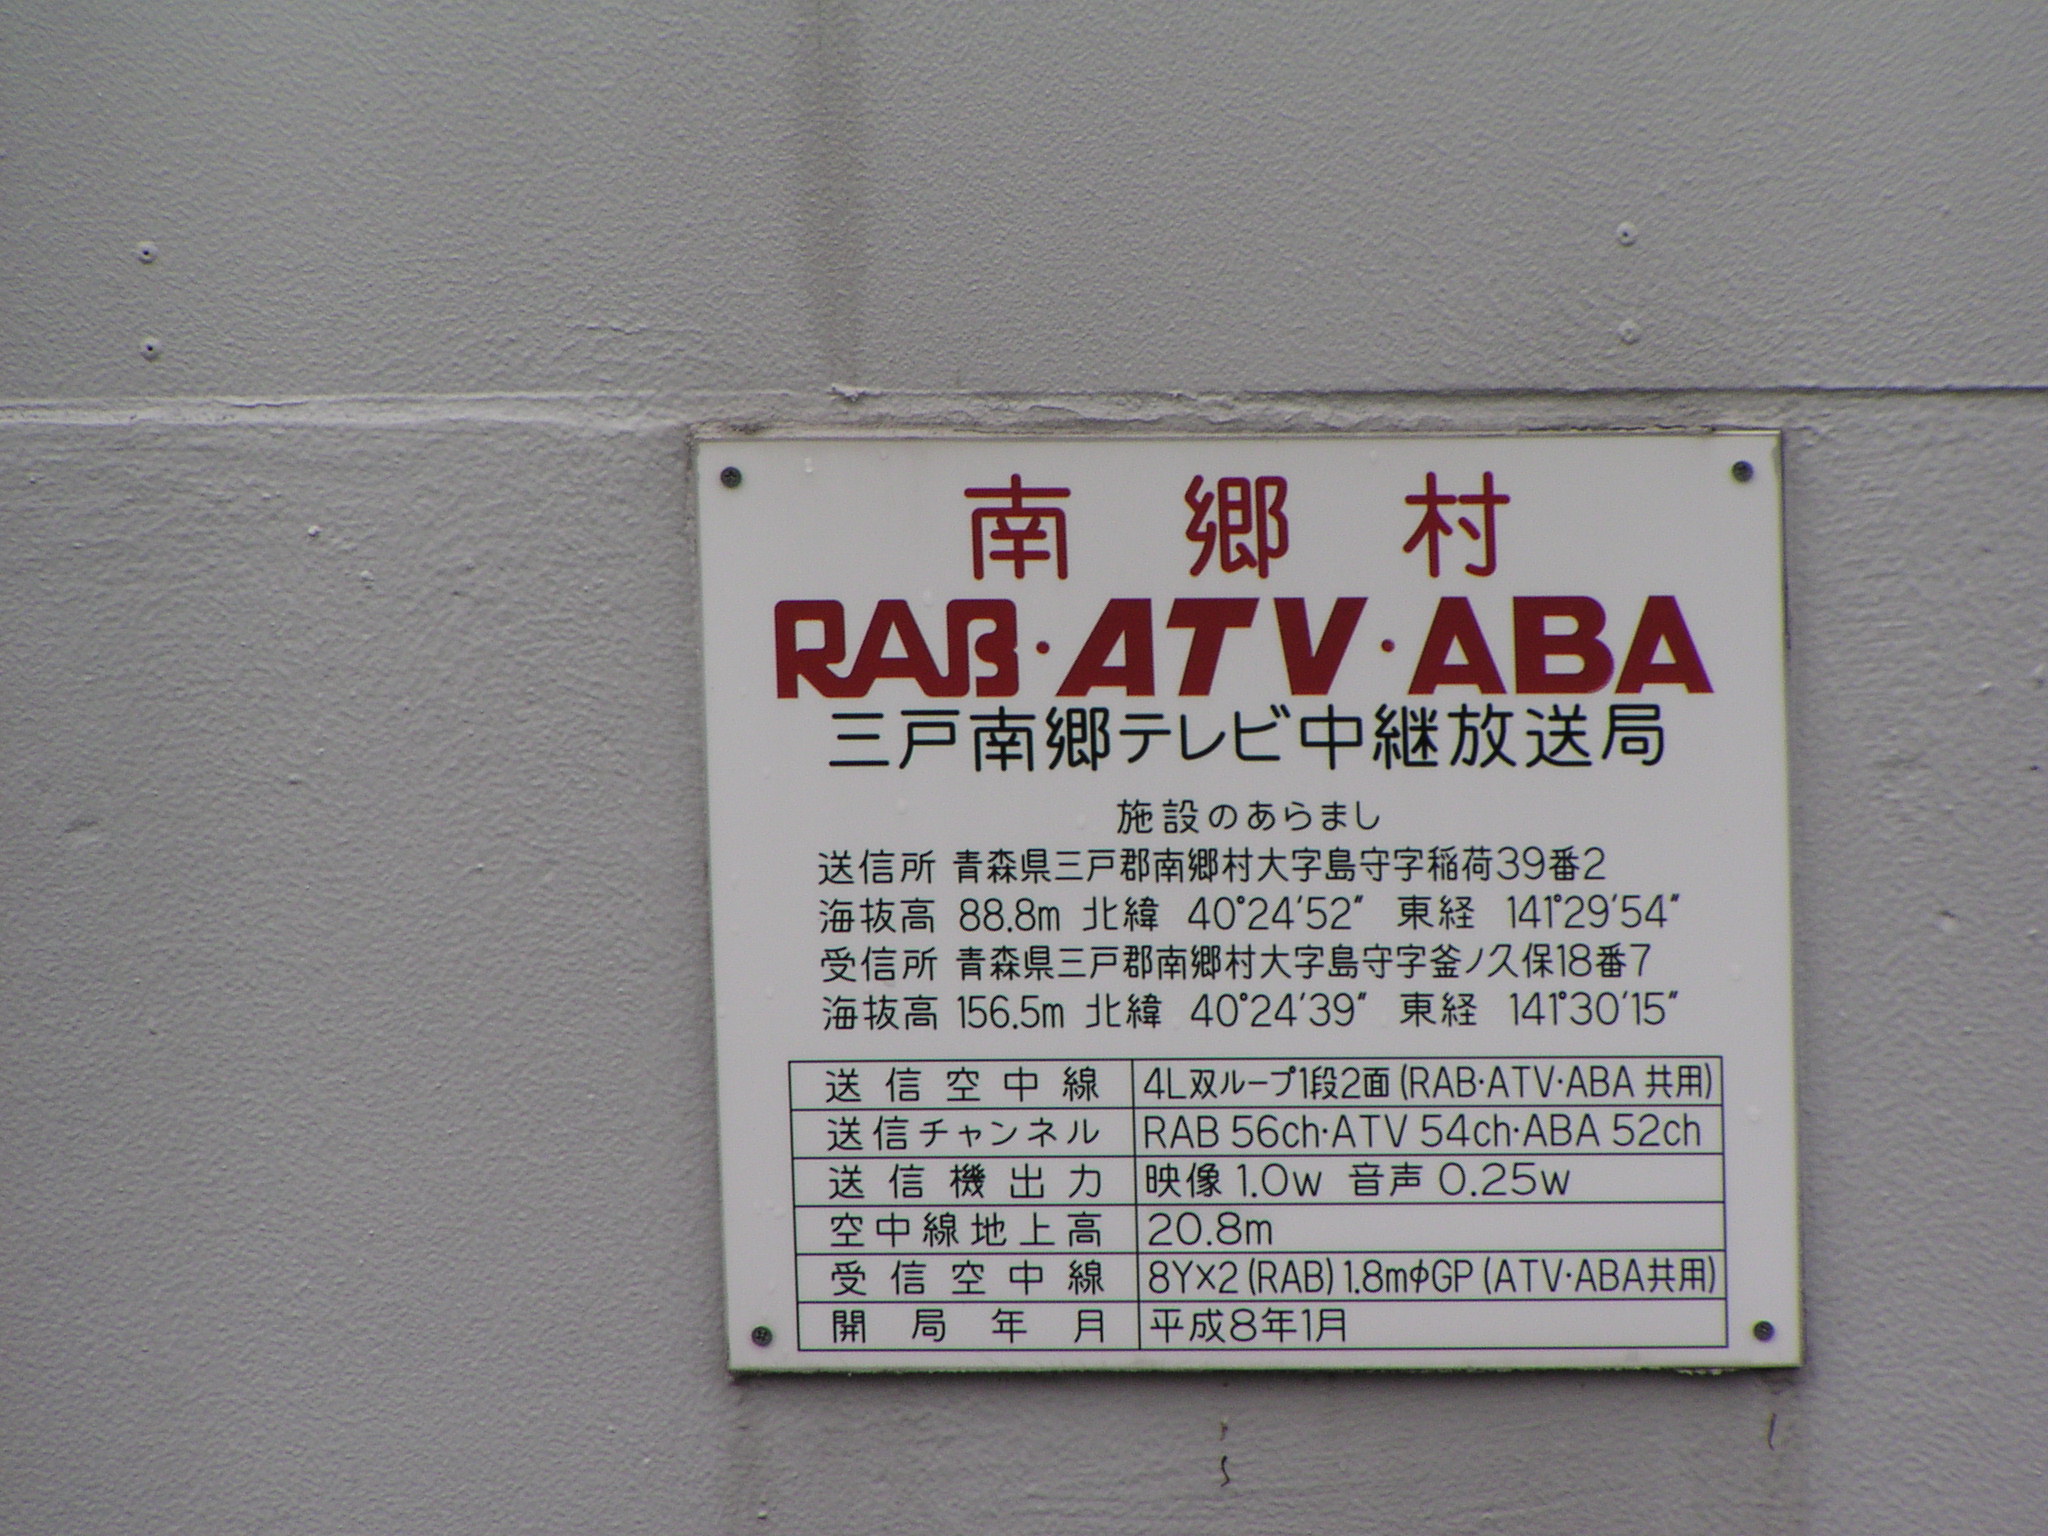 南郷村
RAB・ATV・ABA
三戸南郷テレビ中継放送局
施設のあらまし
送信所 青森県三戸郡南郷村大字島守字稲荷39番2
海抜高 88.8m 北緯 40°24′52″ 東経 141°29′54″
受信所 青森県三戸郡南郷村大字島守字釜ノ久保18番7
海抜高 156.5m 北緯 40°24′39″ 東経 141°30′15″
送信空中線 4L双ループ1段2面(RAB・ATV・ABA 共用)
送信チャンネル RAB 56ch・ATV 54ch・ABA 52ch
送信機出力 映像 1.0w 音声 0.25w
空中線地上高 20.8m
受信空中線 8Y×2(RAB)1.8mφGP(ATV・ABA共用)
開局年月 平成8年1月